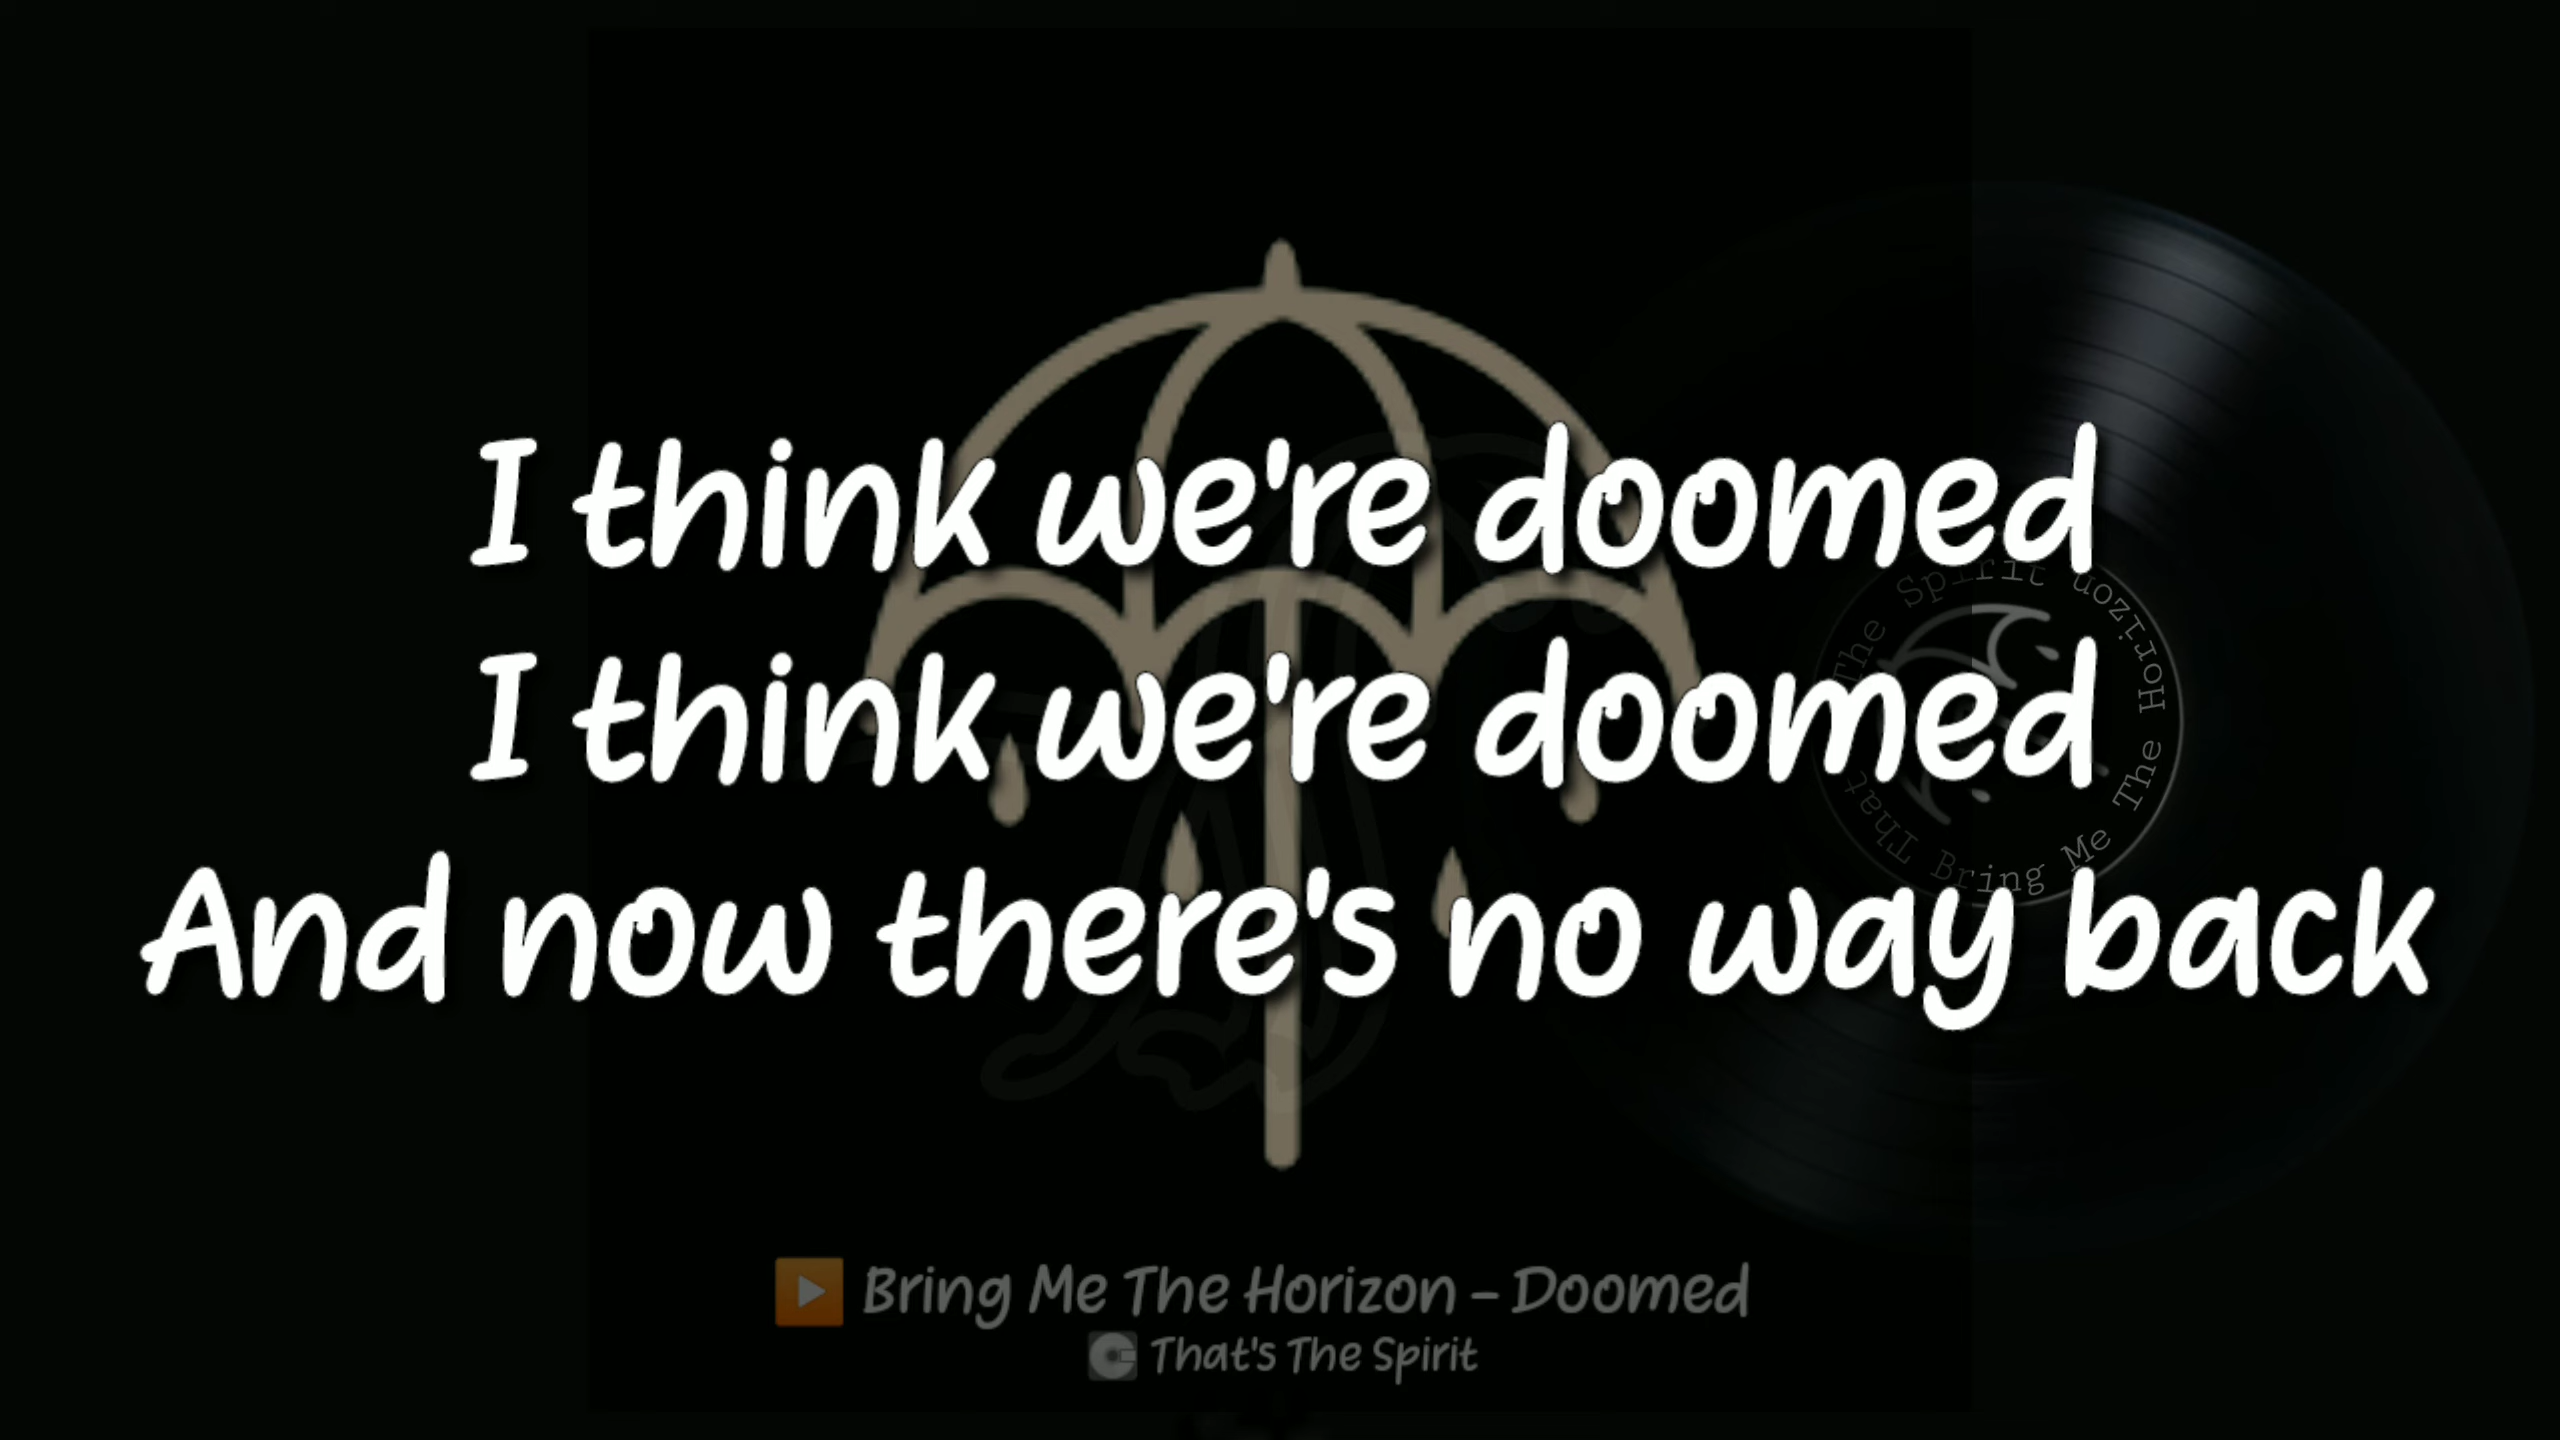 I think we're doomed
I think we're doomed
And now there's no way back
Bring Me The Horizon That The Spirit
Bring Me The Horizon - Doomed
That's The Spirit